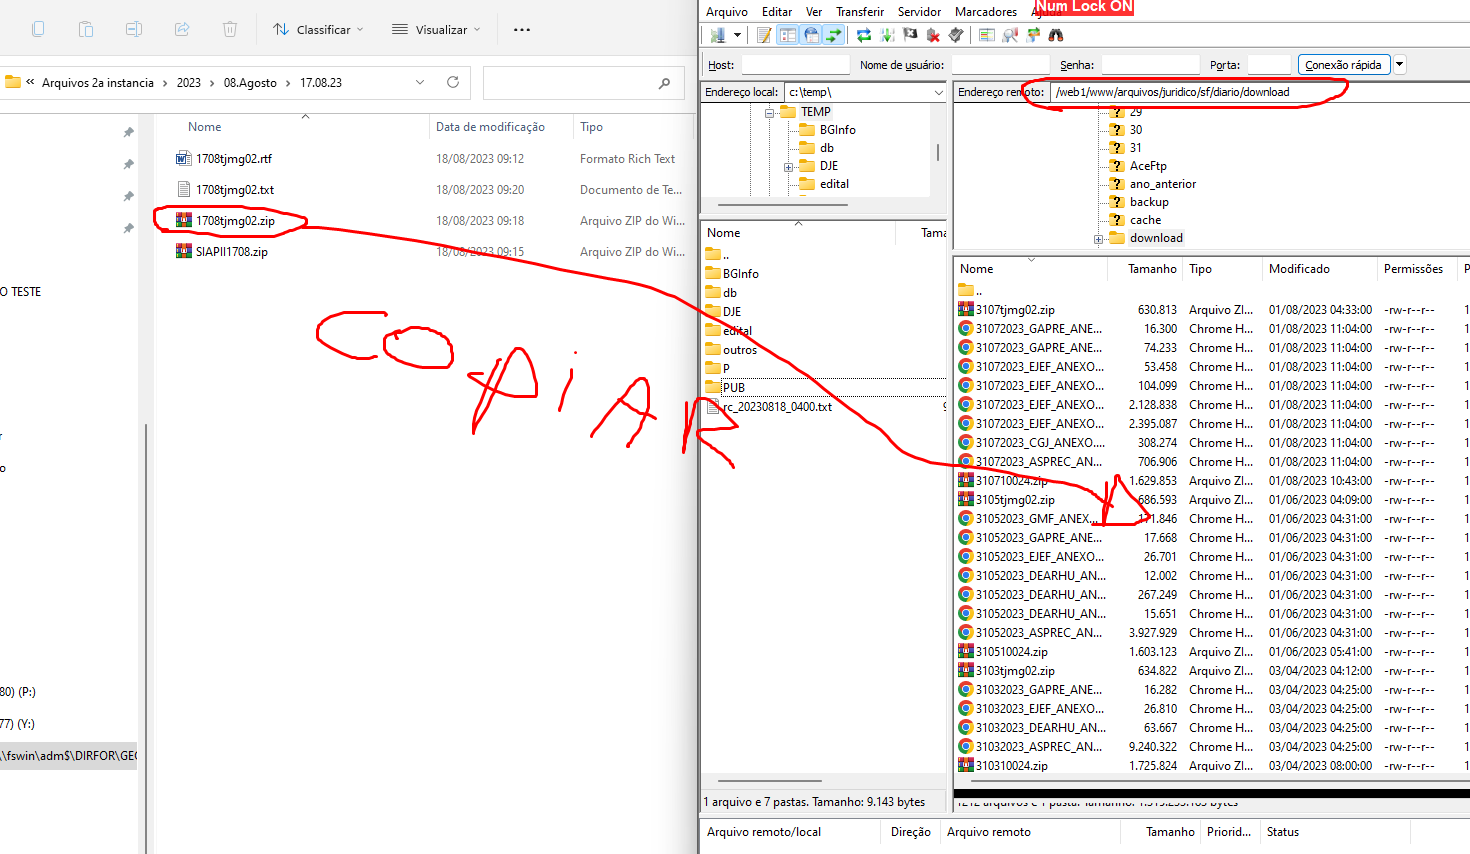 Classificar
Visualizar
Arquivos 2a instancia
2023
08.Agosto
17.08.23
Nome
Data de modificação
Tipo
1708tjmg02.rtf
18/08/2023 09:12
Formato Rich Text
1708tjmg02.txt
18/08/2023 09:20
Documento de Te...
1708tjmg02.zip
18/08/2023 09:18
Arquivo ZIP do Wi...
SIAPII1708.zip
18/08/2023 09:15
Arquivo ZIP do Wi...
O TESTE
r
o
80) (P:)
77) (Y:)
\\fswin\adm$\DIRFOR\GEC
COPIAR
Arquivo Editar Ver Transferir Servidor Marcadores
Num Lock ON
Host: Nome de usuário: Senha: Porta: Conexão rápida
Endereço local: c:\temp\
TEMP
BGInfo
db
DJE
edital
Nome Tama
..
BGInfo
db
DJE
edital
outros
P
PUB
rc_20230818_0400.txt 9
1 arquivo e 7 pastas. Tamanho: 9.143 bytes
Endereço remoto: /web1/www/arquivos/juridico/sf/diario/download
29
30
31
AceFtp
ano_anterior
backup
cache
download
Nome Tamanho Tipo Modificado Permissões P
..
3107tjmg02.zip 630.813 Arquivo ZI... 01/08/2023 04:33:00 -rw-r--r-- 1
31072023_GAPRE_ANE... 16.300 Chrome H... 01/08/2023 11:04:00 -rw-r--r-- 1
31072023_GAPRE_ANE... 74.233 Chrome H... 01/08/2023 11:04:00 -rw-r--r-- 1
31072023_EJEF_ANEXO... 53.458 Chrome H... 01/08/2023 11:04:00 -rw-r--r-- 1
31072023_EJEF_ANEXO... 104.099 Chrome H... 01/08/2023 11:04:00 -rw-r--r-- 1
31072023_EJEF_ANEXO... 2.128.838 Chrome H... 01/08/2023 11:04:00 -rw-r--r-- 1
31072023_EJEF_ANEXO... 2.395.087 Chrome H... 01/08/2023 11:04:00 -rw-r--r-- 1
31072023_CGJ_ANEXO.... 308.274 Chrome H... 01/08/2023 11:04:00 -rw-r--r-- 1
31072023_ASPREC_AN... 706.906 Chrome H... 01/08/2023 11:04:00 -rw-r--r-- 1
310710024.zip 1.629.853 Arquivo ZI... 01/08/2023 10:43:00 -rw-r--r-- 1
3105tjmg02.zip 686.593 Arquivo ZI... 01/06/2023 04:09:00 -rw-r--r-- 1
31052023_GMF_ANEX... 171.846 Chrome H... 01/06/2023 04:31:00 -rw-r--r-- 1
31052023_GAPRE_ANE... 17.668 Chrome H... 01/06/2023 04:31:00 -rw-r--r-- 1
31052023_EJEF_ANEXO... 26.701 Chrome H... 01/06/2023 04:31:00 -rw-r--r-- 1
31052023_DEARHU_AN... 12.002 Chrome H... 01/06/2023 04:31:00 -rw-r--r-- 1
31052023_DEARHU_AN... 267.249 Chrome H... 01/06/2023 04:31:00 -rw-r--r-- 1
31052023_DEARHU_AN... 15.651 Chrome H... 01/06/2023 04:31:00 -rw-r--r-- 1
31052023_ASPREC_AN... 3.927.929 Chrome H... 01/06/2023 04:31:00 -rw-r--r-- 1
310510024.zip 1.603.123 Arquivo ZI... 01/06/2023 05:41:00 -rw-r--r-- 1
3103tjmg02.zip 634.822 Arquivo ZI... 03/04/2023 04:12:00 -rw-r--r-- 1
31032023_GAPRE_ANE... 16.282 Chrome H... 03/04/2023 04:25:00 -rw-r--r-- 1
31032023_EJEF_ANEXO... 26.810 Chrome H... 03/04/2023 04:25:00 -rw-r--r-- 1
31032023_DEARHU_AN... 63.667 Chrome H... 03/04/2023 04:25:00 -rw-r--r-- 1
31032023_ASPREC_AN... 9.240.322 Chrome H... 03/04/2023 04:25:00 -rw-r--r-- 1
310310024.zip 1.725.824 Arquivo ZI... 03/04/2023 08:00:00 -rw-r--r-- 1
Arquivo remoto/local Direção Arquivo remoto Tamanho Priorid... Status